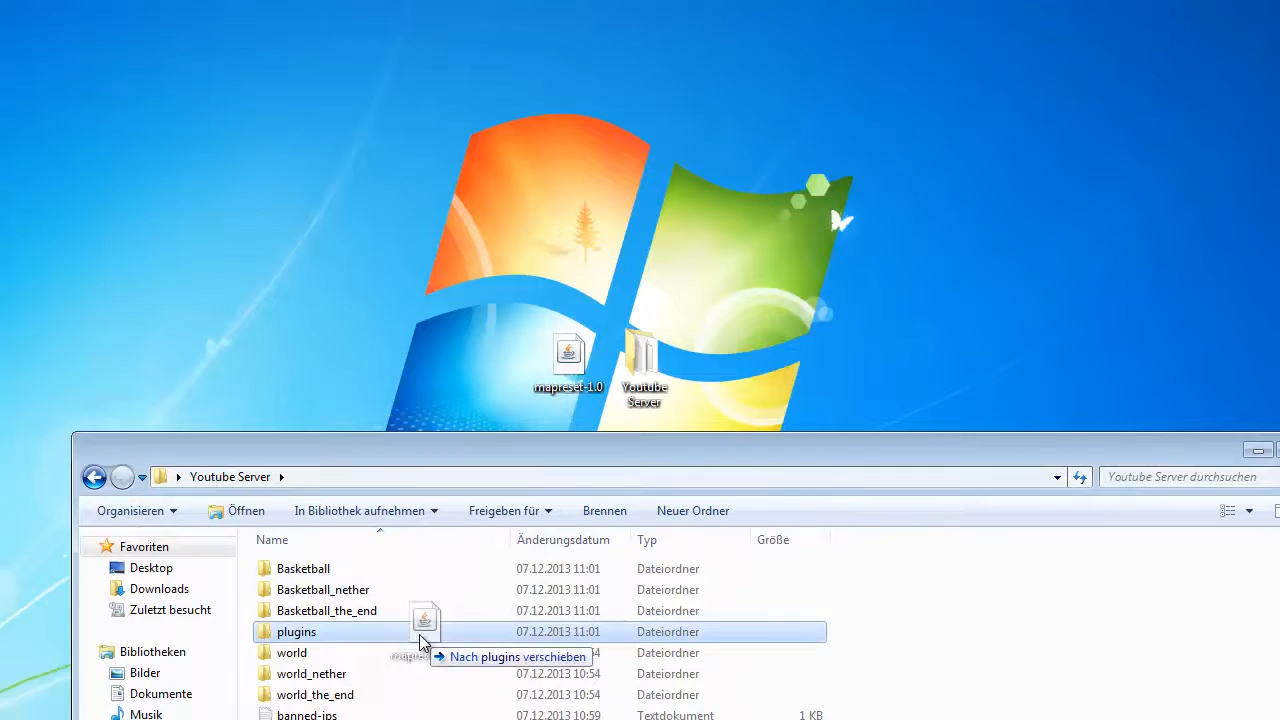 mapreset-1.0
Youtube
Server
Youtube Server
Youtube Server durchsuchen
Organisieren Öffnen In Bibliothek aufnehmen Freigeben für Brennen Neuer Ordner
Name Änderungsdatum Typ Größe
Favoriten
Desktop
Downloads
Zuletzt besucht
Bibliotheken
Bilder
Dokumente
Musik
Basketball 07.12.2013 11:01 Dateiordner
Basketball_nether 07.12.2013 11:01 Dateiordner
Basketball_the_end 07.12.2013 11:01 Dateiordner
plugins 07.12.2013 11:01 Dateiordner
world Dateiordner
Nach plugins verschieben
world_nether 07.12.2013 10:54 Dateiordner
world_the_end 07.12.2013 10:54 Dateiordner
banned-ips 07.12.2013 10:59 Textdokument 1 KB